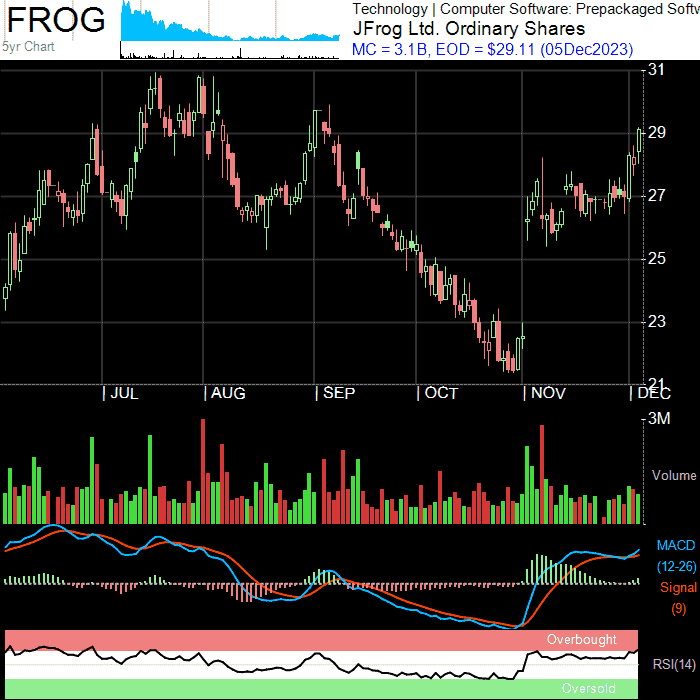 FROG
5yr Chart
Technology | Computer Software: Prepackaged Softw
JFrog Ltd. Ordinary Shares
MC = 3.1B, EOD = $29.11 (05Dec2023)
31
29
27
25
23
21
| JUL | AUG | SEP | OCT | NOV | DEC
3M
Volume
MACD
(12-26)
Signal
(9)
Overbought
RSI(14)
Oversold